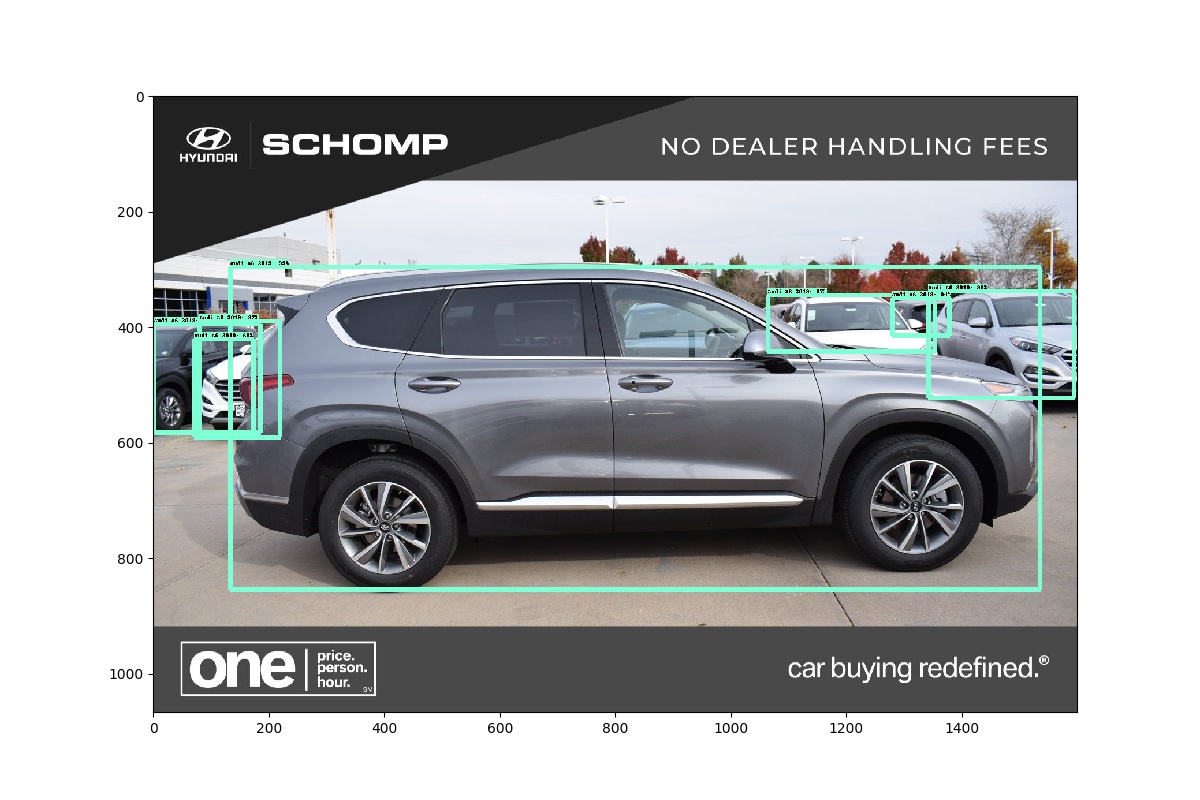 HYUNDAI
SCHOMP
NO DEALER HANDLING FEES
one
price.
person.
hour.
GV
car buying redefined.®
0
200
400
600
800
1000
0
200
400
600
800
1000
1200
1400